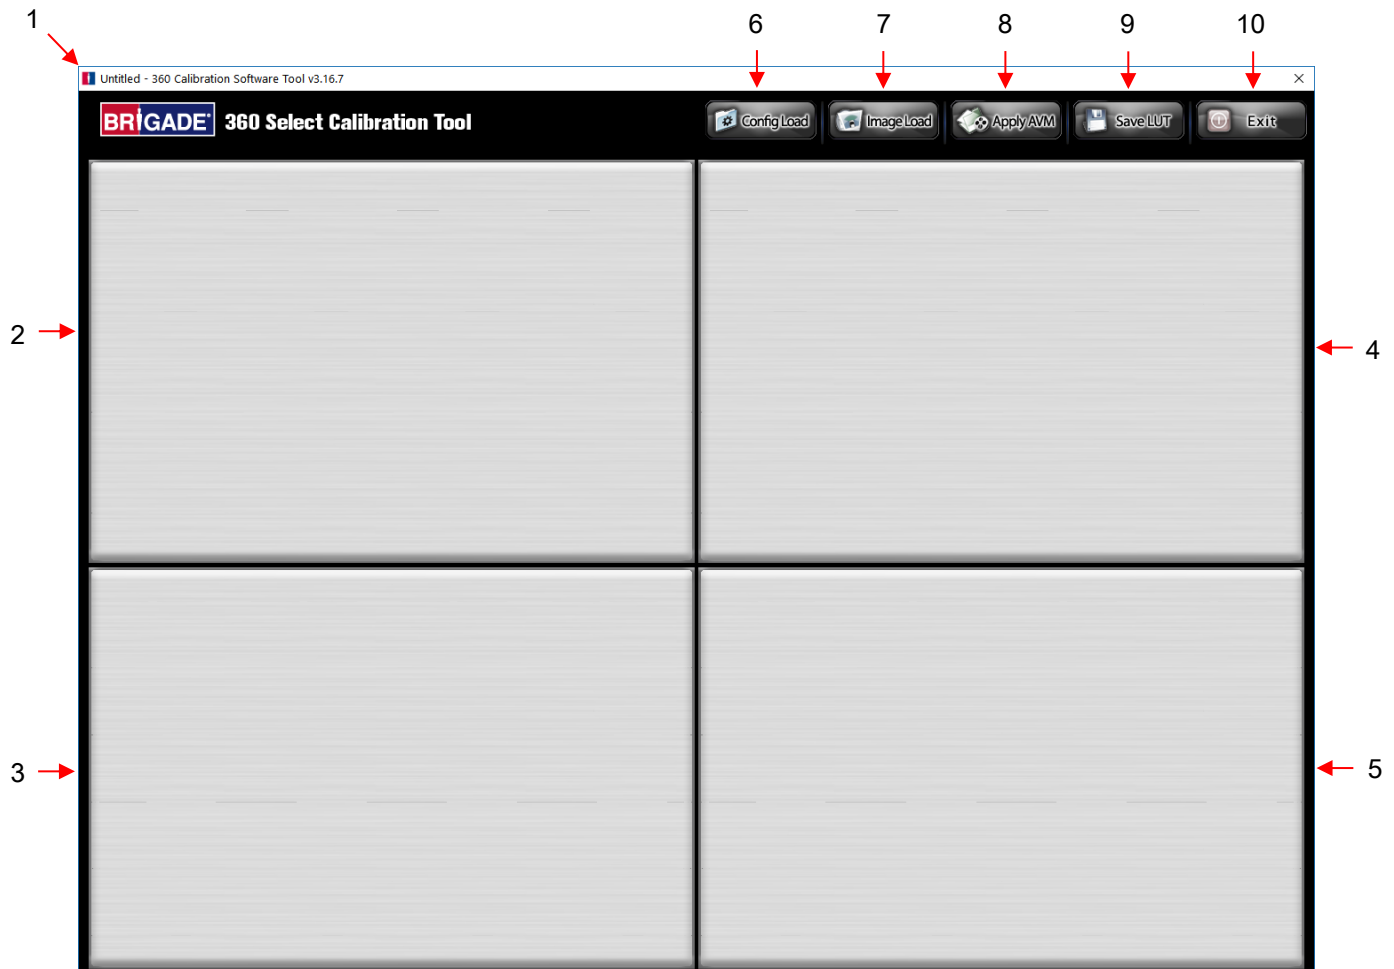 1
6
7
8
9
10
Untitled - 360 Calibration Software Tool v3.16.7
BRIGADE 360 Select Calibration Tool
Config Load
Image Load
Apply AVM
Save LUT
Exit
2
4
3
5